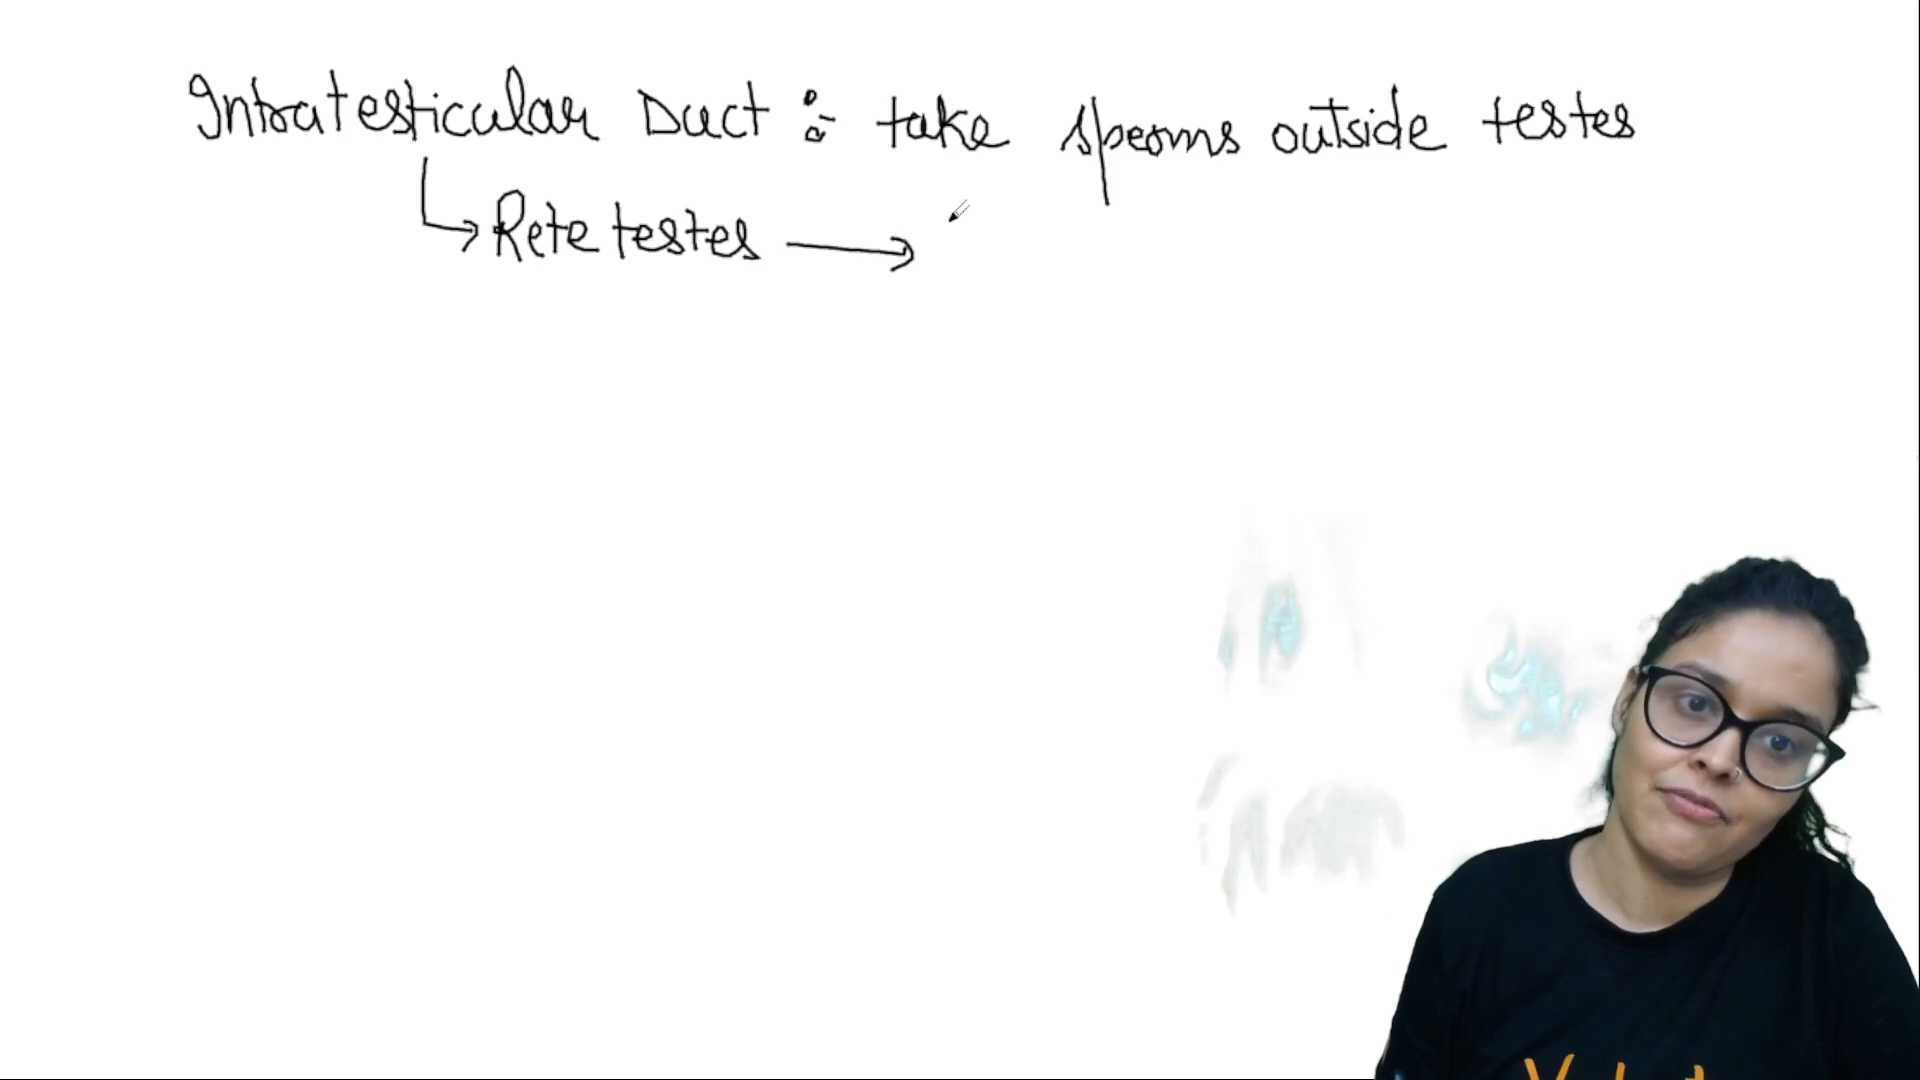 Intratesticular Duct :- take sperms outside testes
↳ Rete testes →